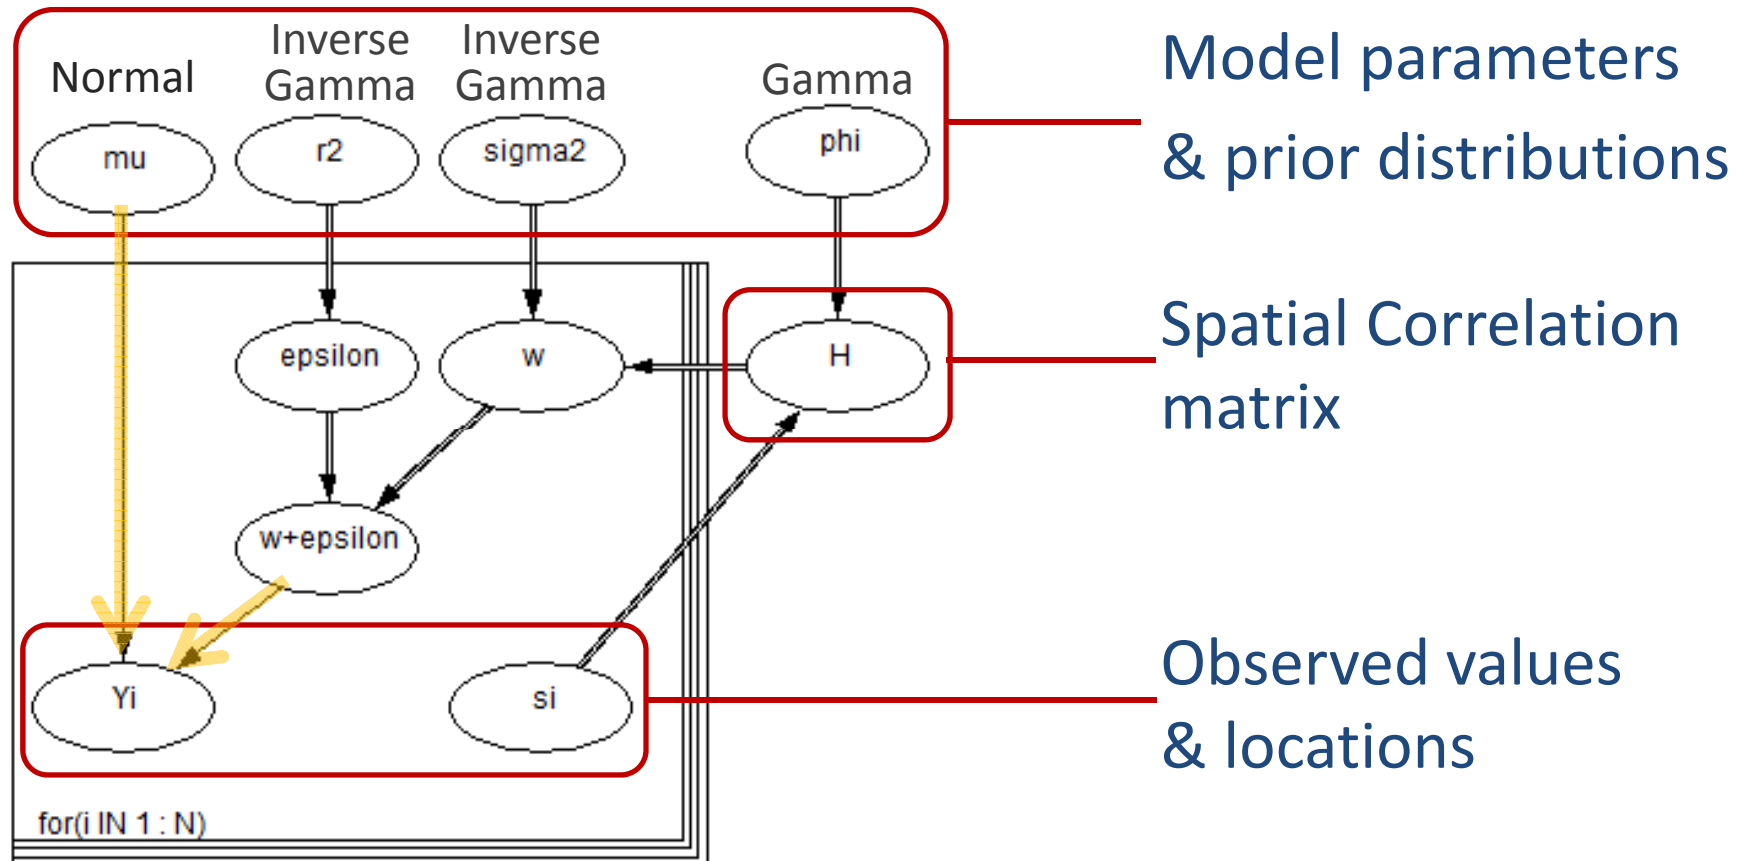 Normal
Inverse
Gamma
Inverse
Gamma
Gamma
Model parameters
& prior distributions
mu
r2
sigma2
phi
epsilon
w
H
Spatial Correlation
matrix
w+epsilon
Yi
si
Observed values
& locations
for(i IN 1 : N)